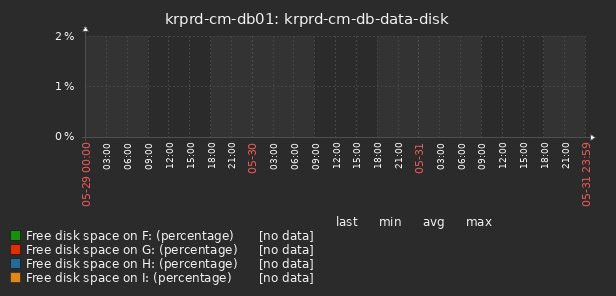 krprd-cm-db01: krprd-cm-db-data-disk
2 %
1 %
0 %
05-29 00:00 03:00 06:00 09:00 12:00 15:00 18:00 21:00 05-30 03:00 06:00 09:00 12:00 15:00 18:00 21:00 05-31 03:00 06:00 09:00 12:00 15:00 18:00 21:00 05-31 23:59
last min avg max
Free disk space on F: (percentage) [no data]
Free disk space on G: (percentage) [no data]
Free disk space on H: (percentage) [no data]
Free disk space on I: (percentage) [no data]